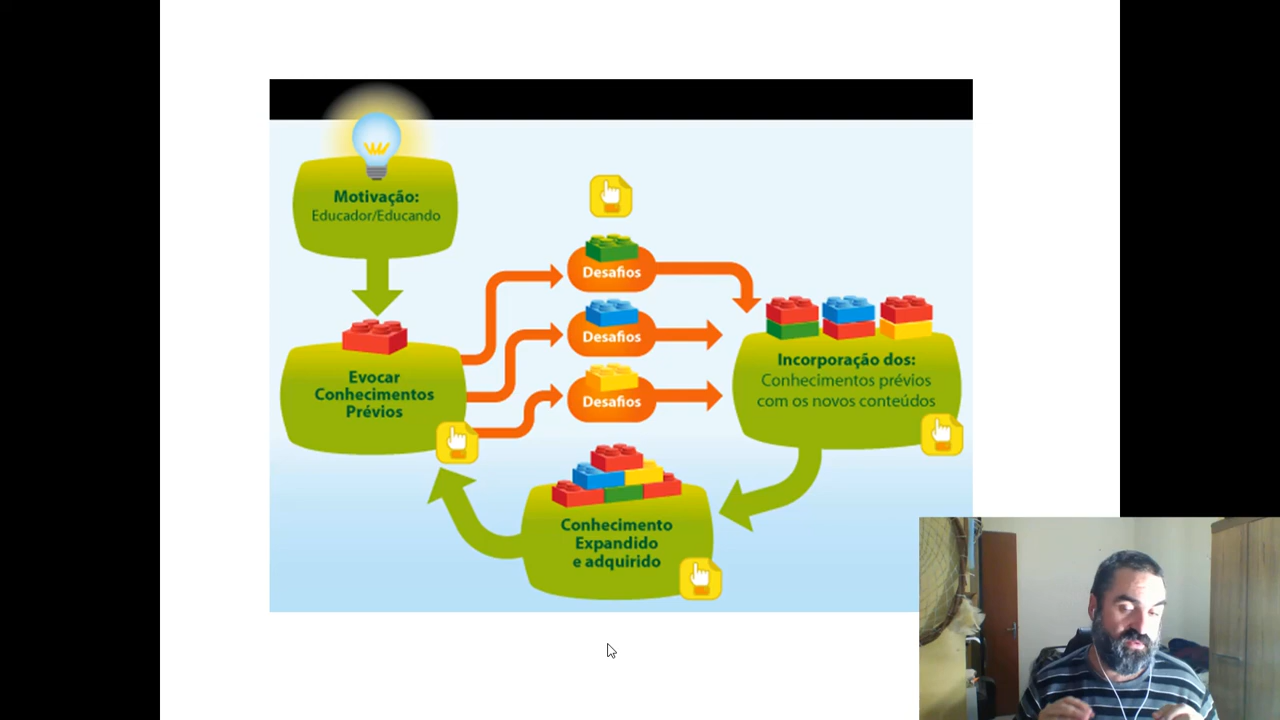 Motivação:
Educador/Educando
Desafios
Desafios
Desafios
Evocar
Conhecimentos
Prévios
Incorporação dos:
Conhecimentos prévios
com os novos conteúdos
Conhecimento
Expandido
e adquirido